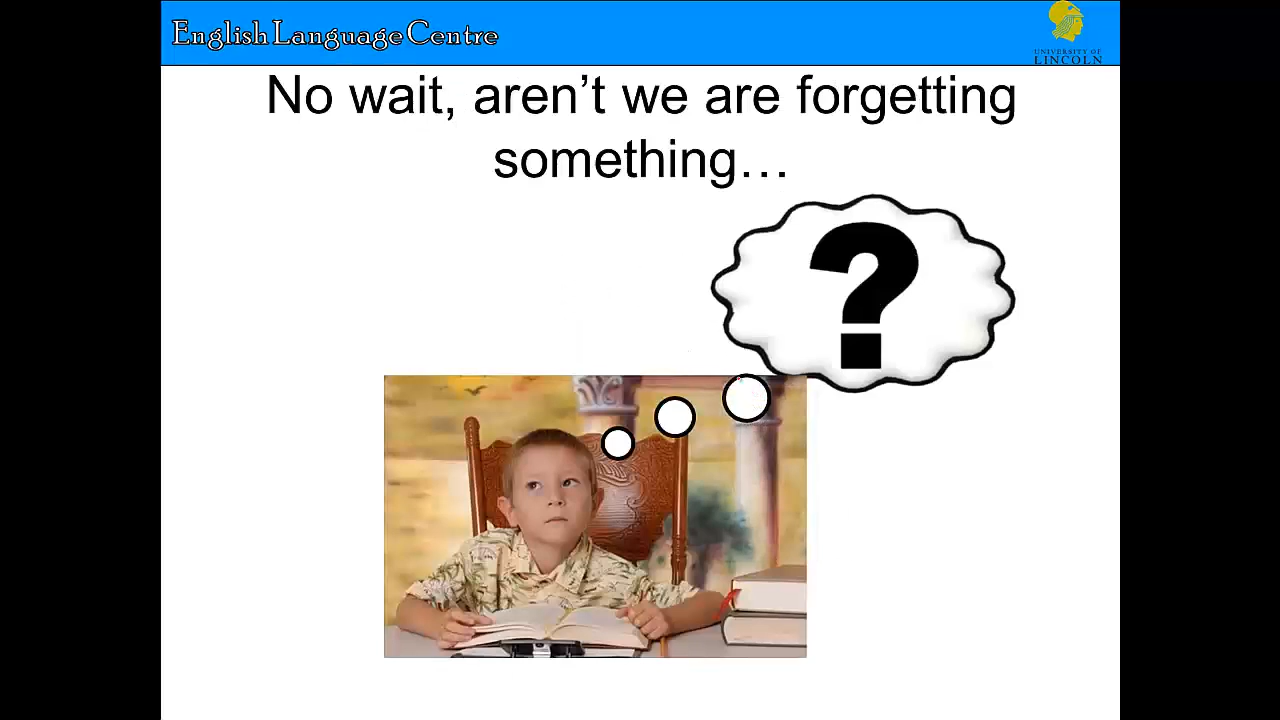 English Language Centre
UNIVERSITY OF
LINCOLN
No wait, aren’t we are forgetting
something…
?